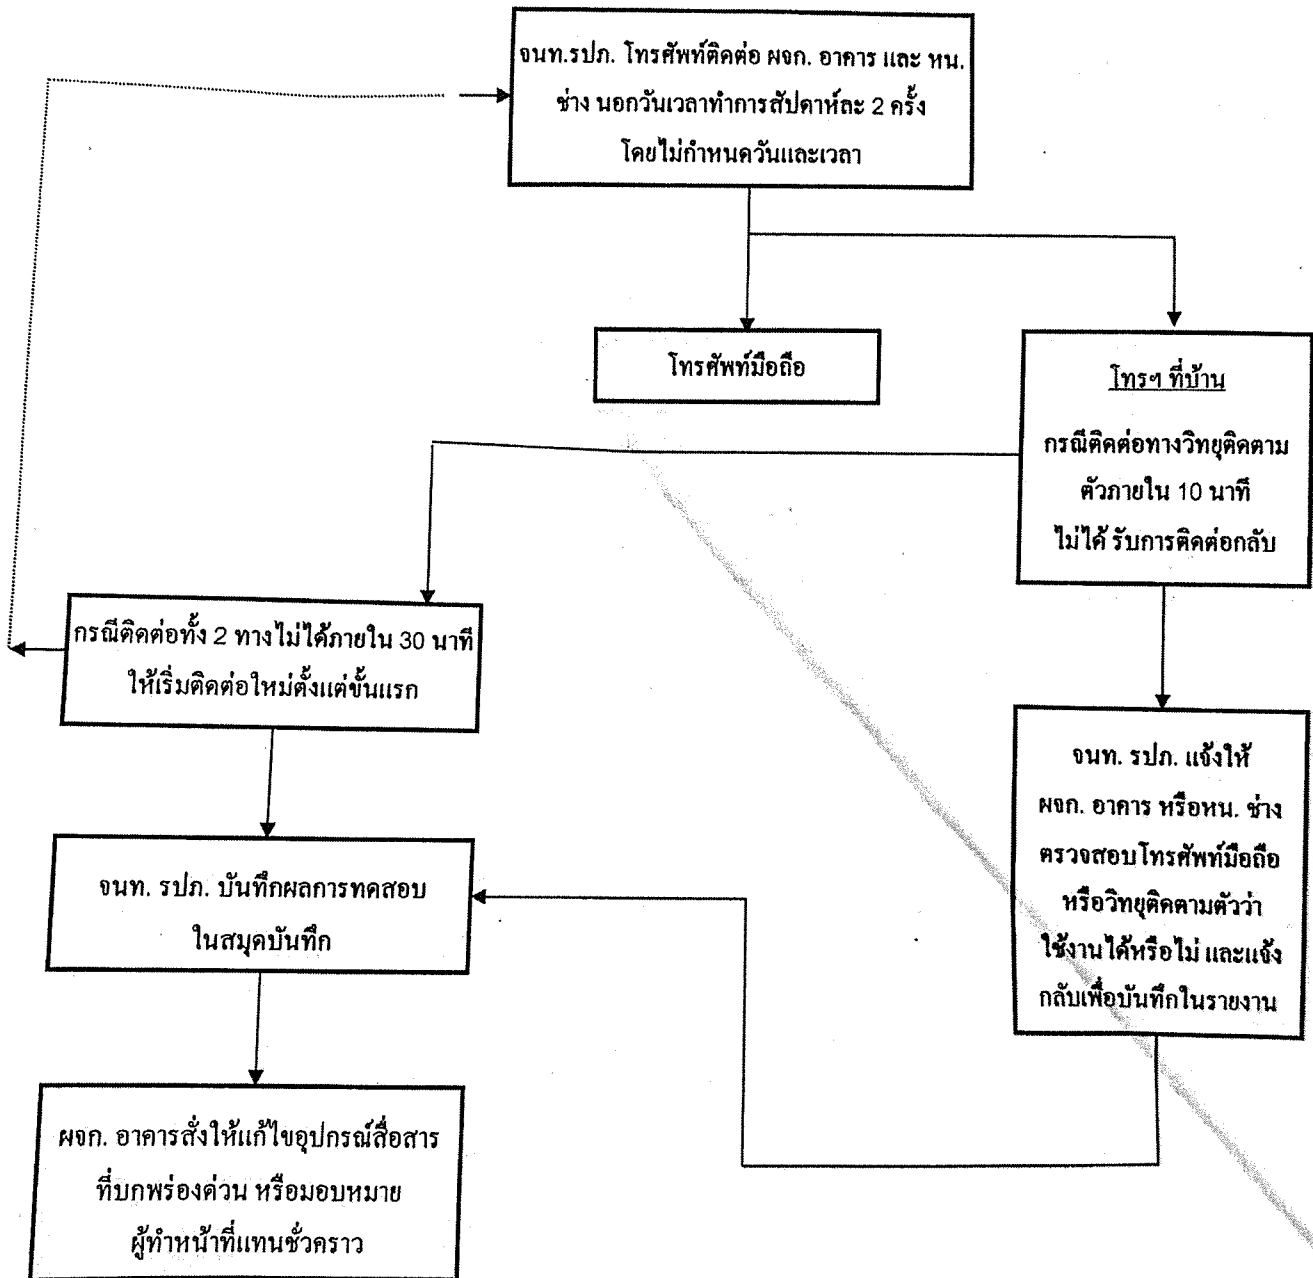 จนท.รปภ. โทรศัพท์ติดต่อ ผจก. อาคาร และ หน.
ช่าง นอกวันเวลาทำการสัปดาห์ละ 2 ครั้ง
โดยไม่กำหนดวันและเวลา
โทรศัพท์มือถือ
โทรฯ ที่บ้าน
กรณีติดต่อทางวิทยุติดตาม
ตัวภายใน 10 นาที
ไม่ได้ รับการติดต่อกลับ
กรณีติดต่อทั้ง 2 ทางไม่ได้ภายใน 30 นาที
ให้เริ่มติดต่อใหม่ตั้งแต่ขั้นแรก
จนท. รปภ. แจ้งให้
ผจก. อาคาร หรือหน. ช่าง
ตรวจสอบโทรศัพท์มือถือ
หรือวิทยุติดตามตัวว่า
ใช้งานได้หรือไม่ และแจ้ง
กลับเพื่อบันทึกในรายงาน
จนท. รปภ. บันทึกผลการทดสอบ
ในสมุดบันทึก
ผจก. อาคารสั่งให้แก้ไขอุปกรณ์สื่อสาร
ที่บกพร่องด่วน หรือมอบหมาย
ผู้ทำหน้าที่แทนชั่วคราว